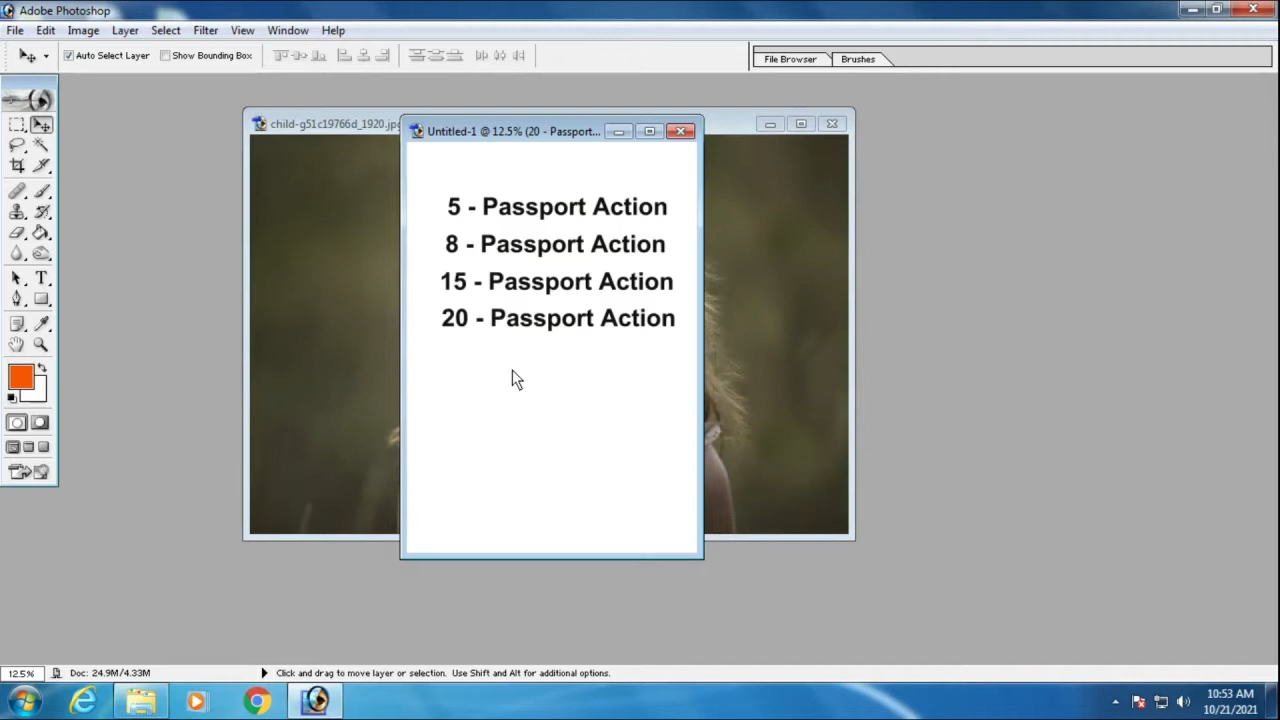 Adobe Photoshop
File Edit Image Layer Select Filter View Window Help
Auto Select Layer Show Bounding Box File Browser Brushes
child-g51c19766d_1920.jpg
Untitled-1 @ 12.5% (20 - Passport...
5 - Passport Action
8 - Passport Action
15 - Passport Action
20 - Passport Action
12.5% Doc: 24.9M/4.33M Click and drag to move layer or selection. Use Shift and Alt for additional options.
10:53 AM
10/21/2021